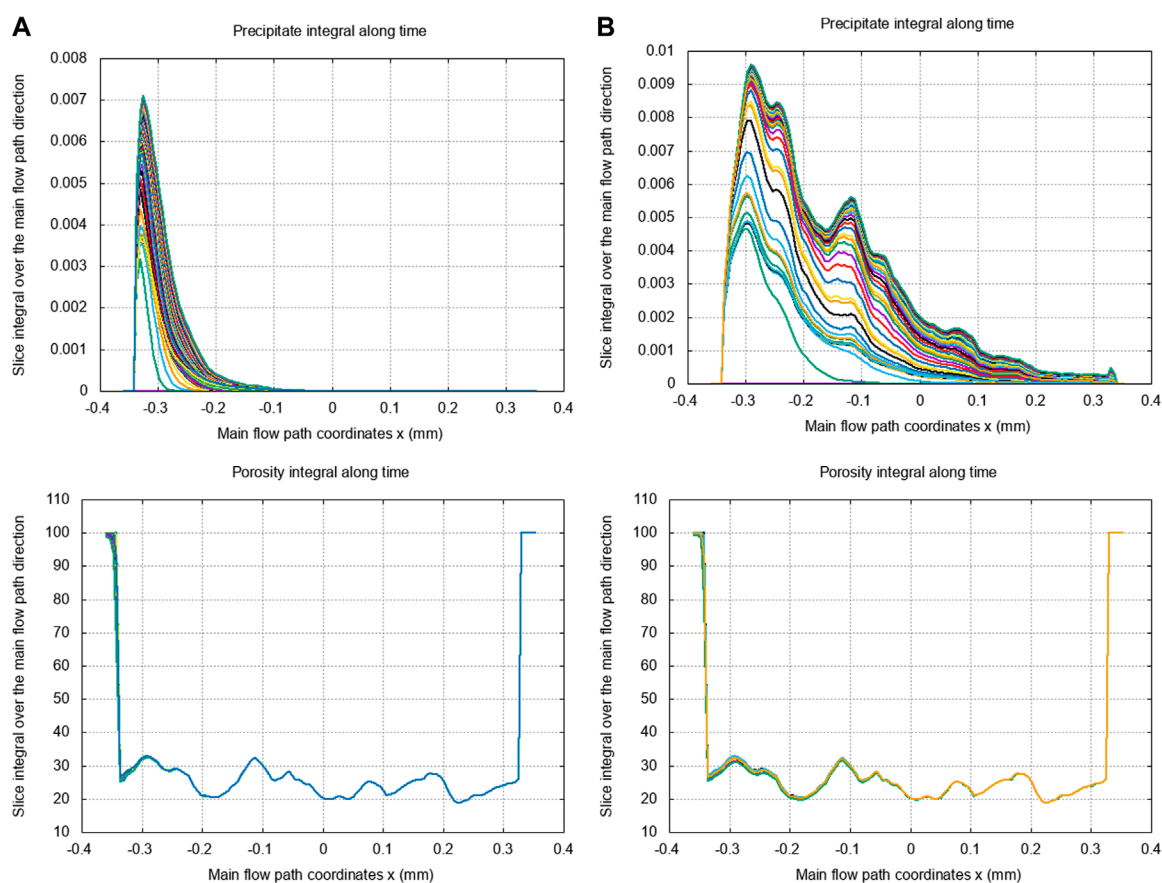 A
Precipitate integral along time
Slice integral over the main flow path direction
0.008
0.007
0.006
0.005
0.004
0.003
0.002
0.001
0
-0.4 -0.3 -0.2 -0.1 0 0.1 0.2 0.3 0.4
Main flow path coordinates x (mm)
B
Precipitate integral along time
Slice integral over the main flow path direction
0.01
0.009
0.008
0.007
0.006
0.005
0.004
0.003
0.002
0.001
0
-0.4 -0.3 -0.2 -0.1 0 0.1 0.2 0.3 0.4
Main flow path coordinates x (mm)
Porosity integral along time
Slice integral over the main flow path direction
110
100
90
80
70
60
50
40
30
20
10
-0.4 -0.3 -0.2 -0.1 0 0.1 0.2 0.3 0.4
Main flow path coordinates x (mm)
Porosity integral along time
Slice integral over the main flow path direction
110
100
90
80
70
60
50
40
30
20
10
-0.4 -0.3 -0.2 -0.1 0 0.1 0.2 0.3 0.4
Main flow path coordinates x (mm)